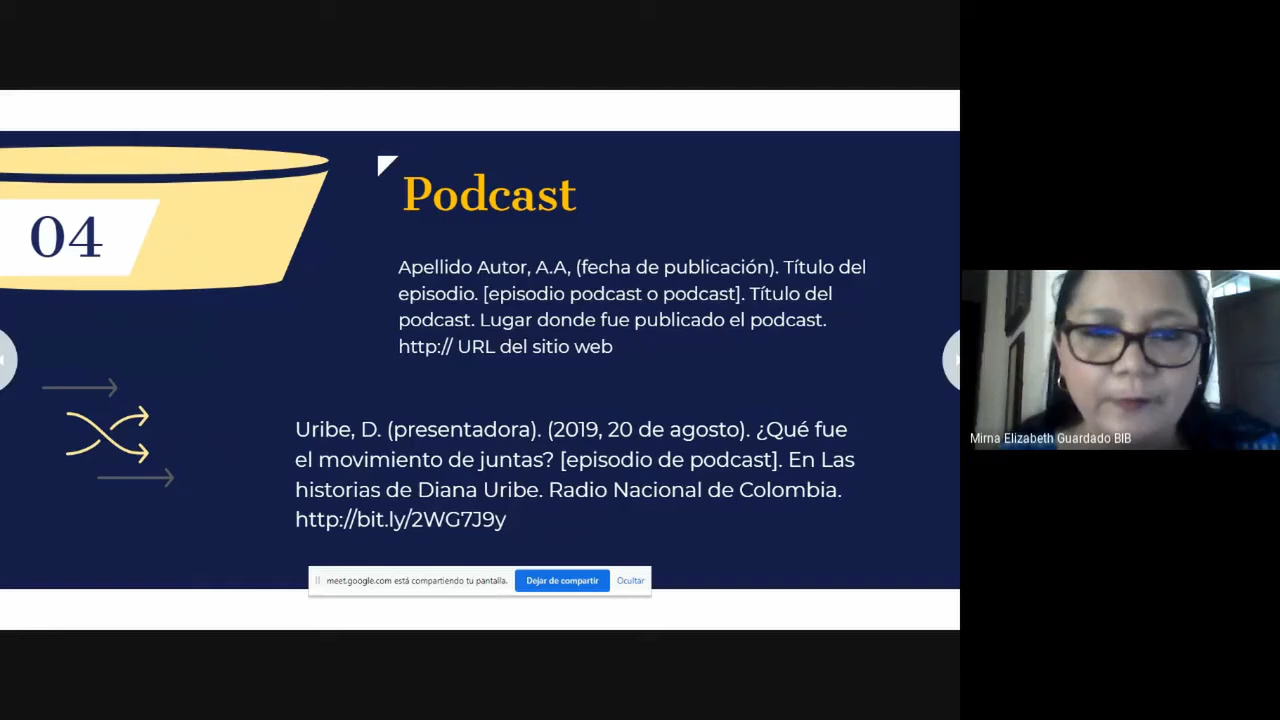 04
Podcast
Apellido Autor, A.A, (fecha de publicación). Título del
episodio. [episodio podcast o podcast]. Título del
podcast. Lugar donde fue publicado el podcast.
http:// URL del sitio web
Uribe, D. (presentadora). (2019, 20 de agosto). ¿Qué fue
el movimiento de juntas? [episodio de podcast]. En Las
historias de Diana Uribe. Radio Nacional de Colombia.
http://bit.ly/2WG7J9y
meet.google.com está compartiendo tu pantalla. Dejar de compartir Ocultar
Mirna Elizabeth Guardado BIB